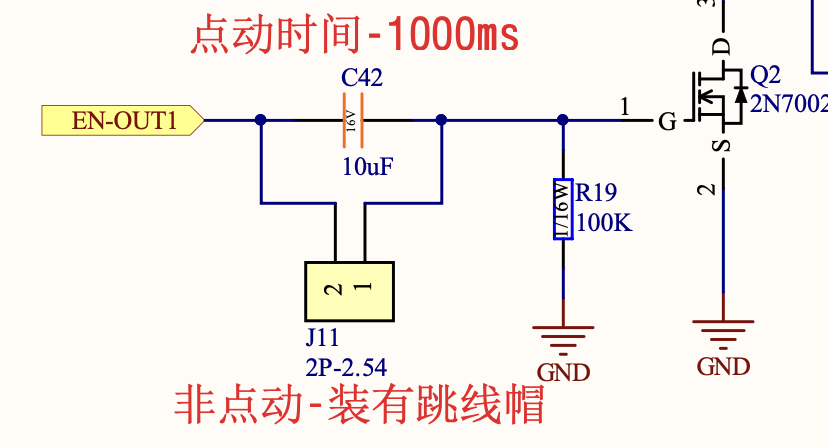 点动时间-1000ms
3
D
C42
Q2
EN-OUT1
16V
1
G
2N7002
10uF
S
2
R19
1/16W
100K
2
1
J11
2P-2.54
GND
GND
非点动-装有跳线帽